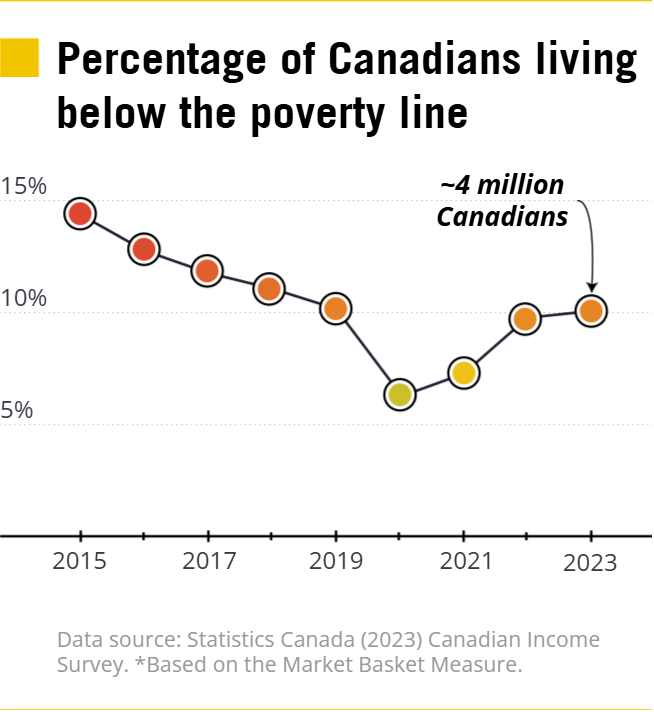 Percentage of Canadians living
below the poverty line
15%
~4 million
Canadians
10%
5%
2015 2017 2019 2021 2023
Data source: Statistics Canada (2023) Canadian Income
Survey. *Based on the Market Basket Measure.